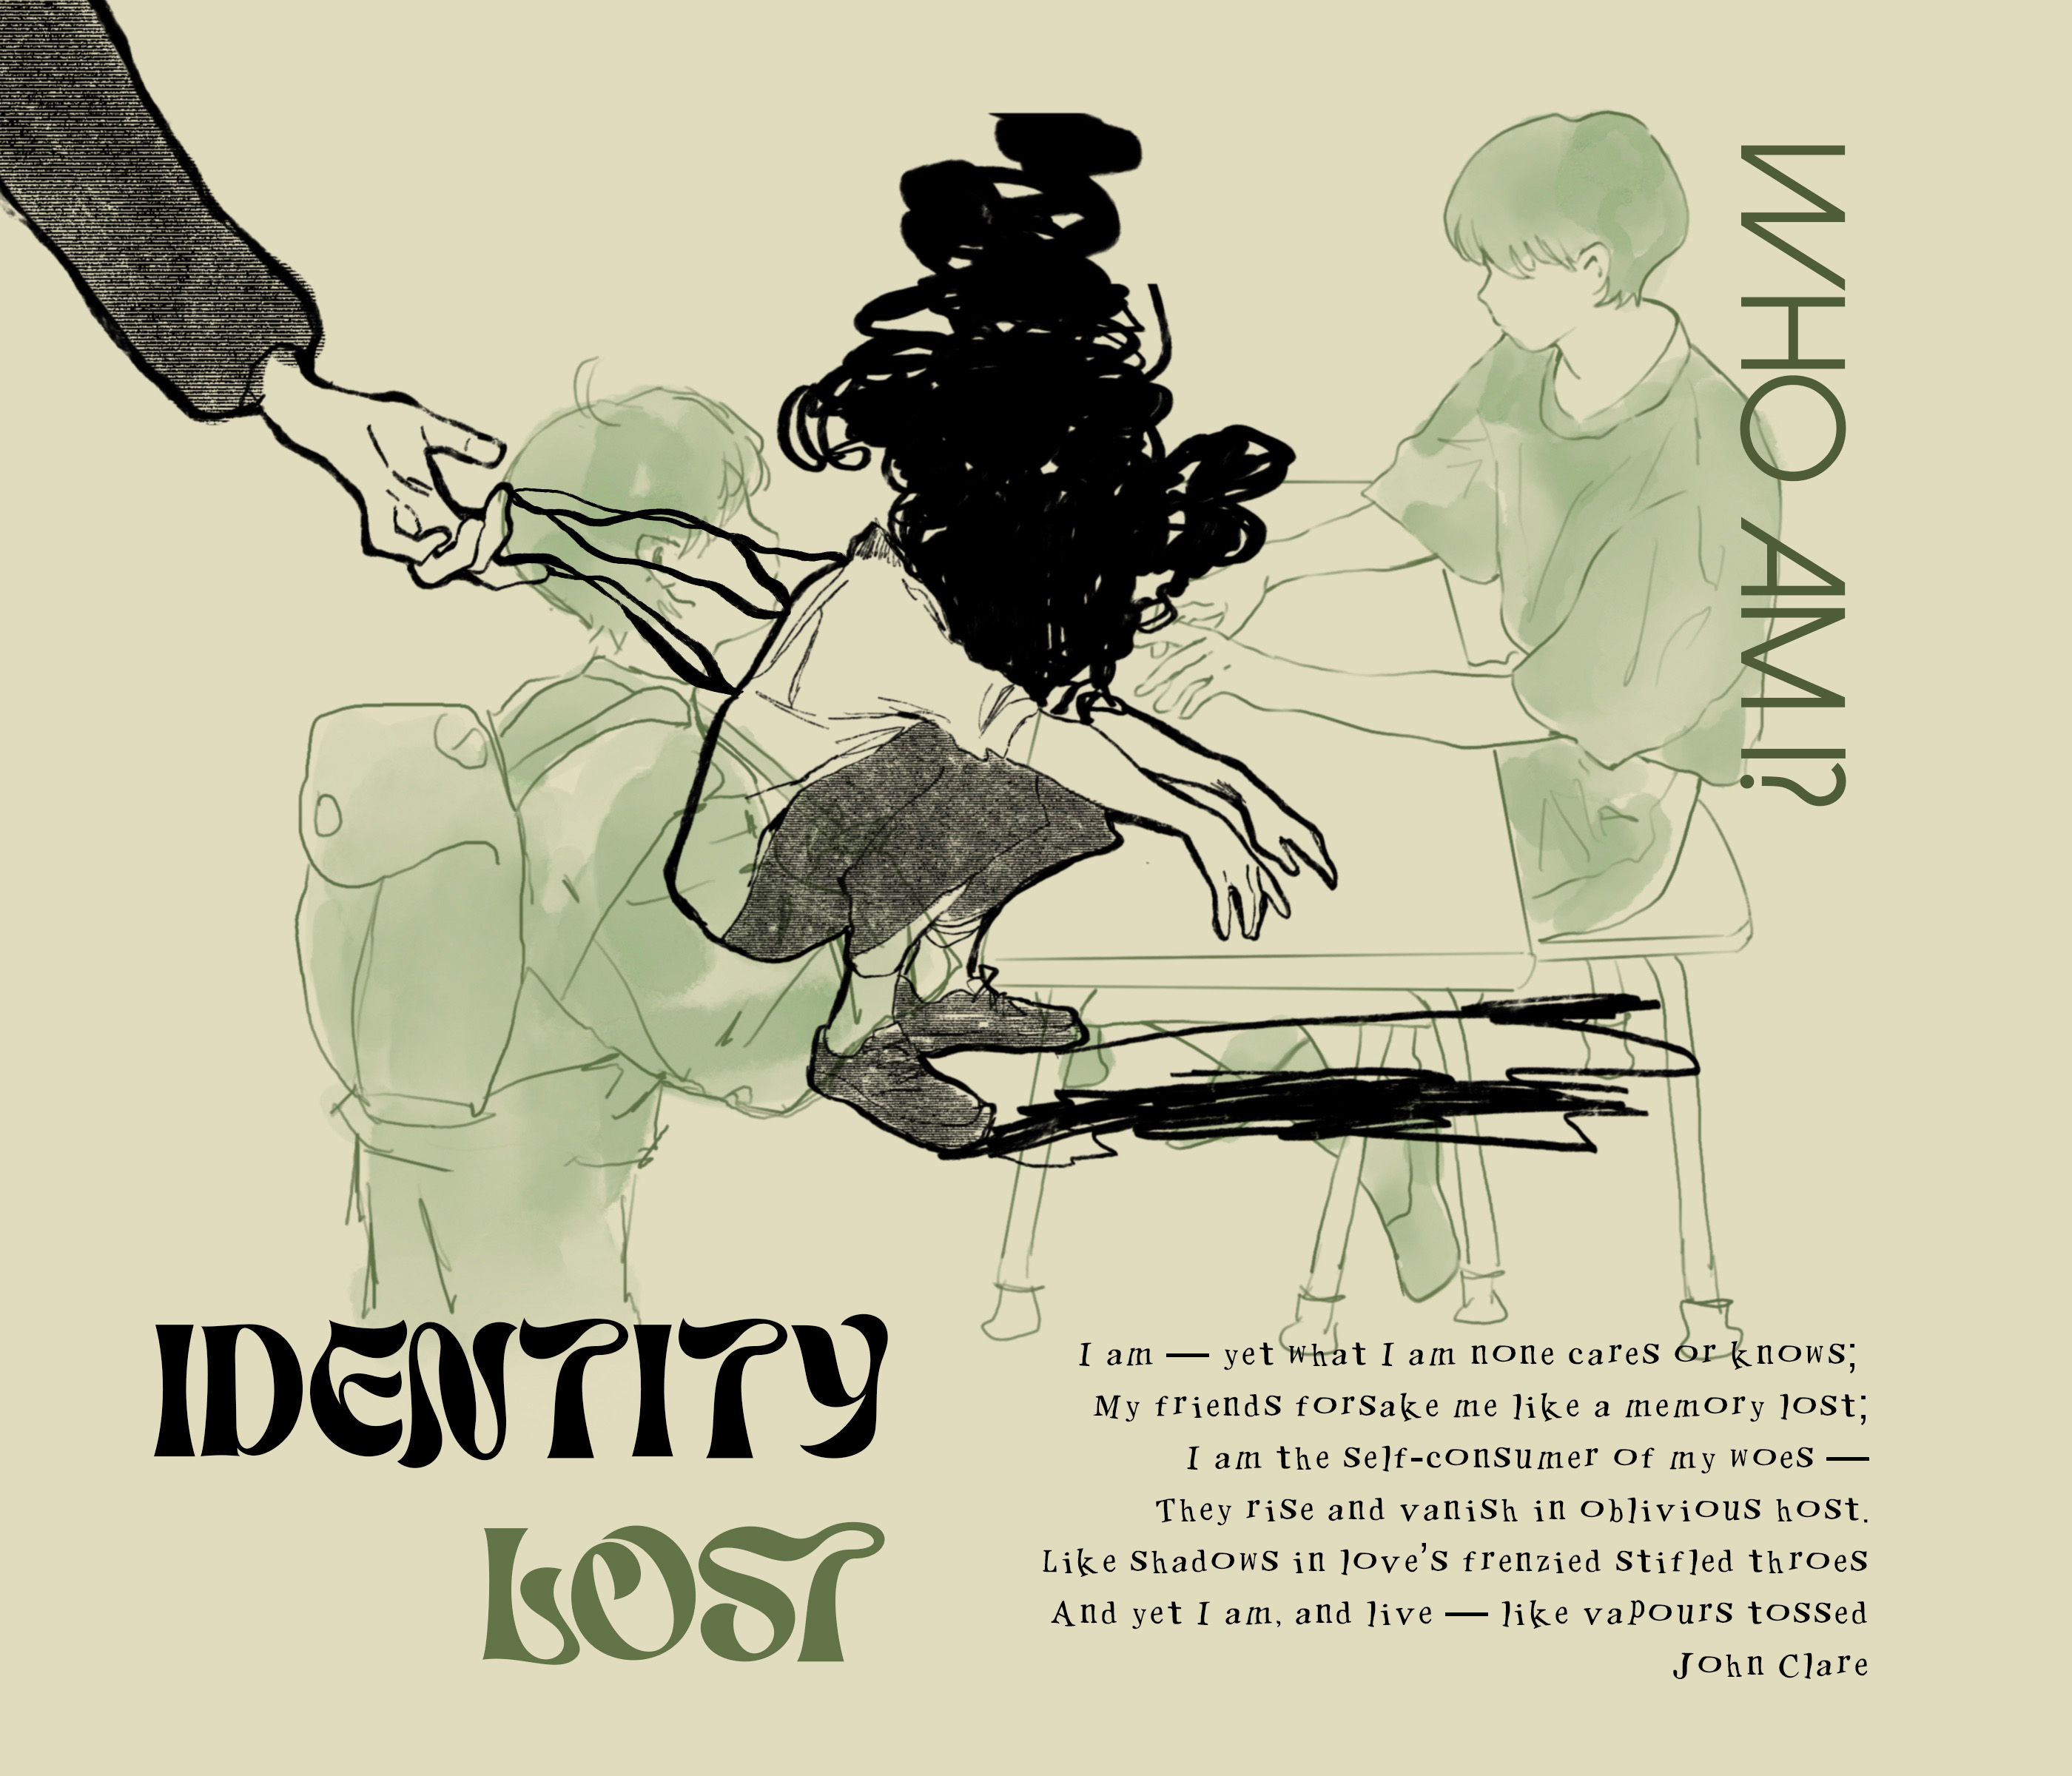 WHO AM I?
IDENTITY
LOST
I am — yet what I am none cares or knows;
My friends forsake me like a memory lost;
I am the self-consumer of my woes —
They rise and vanish in oblivious host.
Like shadows in love's frenzied stifled throes
And yet I am, and live — like vapours tossed
John Clare